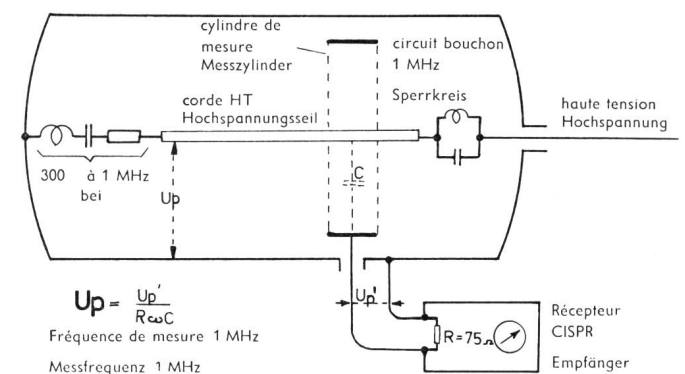 cylindre de
mesure
Messzylinder
circuit bouchon
1 MHz
Sperrkreis
corde HT
Hochspannungsseil
haute tension
Hochspannung
300 à 1 MHz
bei
Up
C
Up = Up' / RωC
Up'
Fréquence de mesure 1 MHz
Messfrequenz 1 MHz
R=75Ω
Récepteur
CISPR
Empfänger